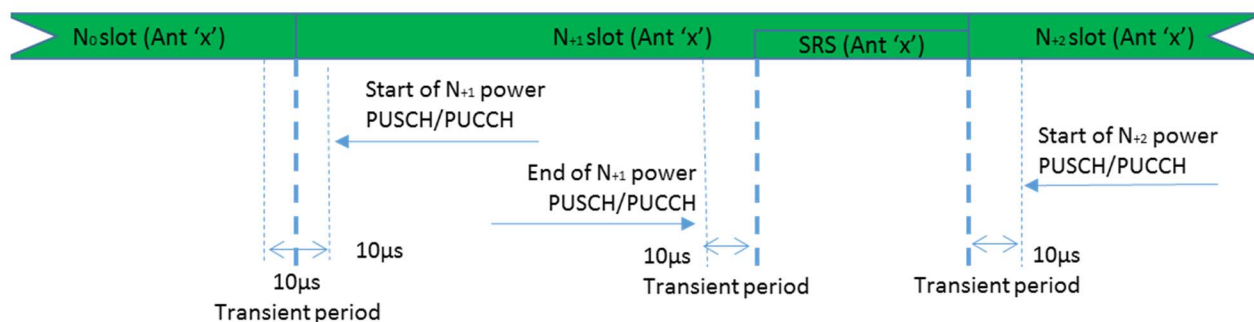 N₀ slot (Ant ‘x’)
N₊₁ slot (Ant ‘x’)
SRS (Ant ‘x’)
N₊₂ slot (Ant ‘x’)
Start of N₊₁ power
PUSCH/PUCCH
Start of N₊₂ power
PUSCH/PUCCH
End of N₊₁ power
PUSCH/PUCCH
10µs
10µs
Transient period
10µs
Transient period
10µs
Transient period